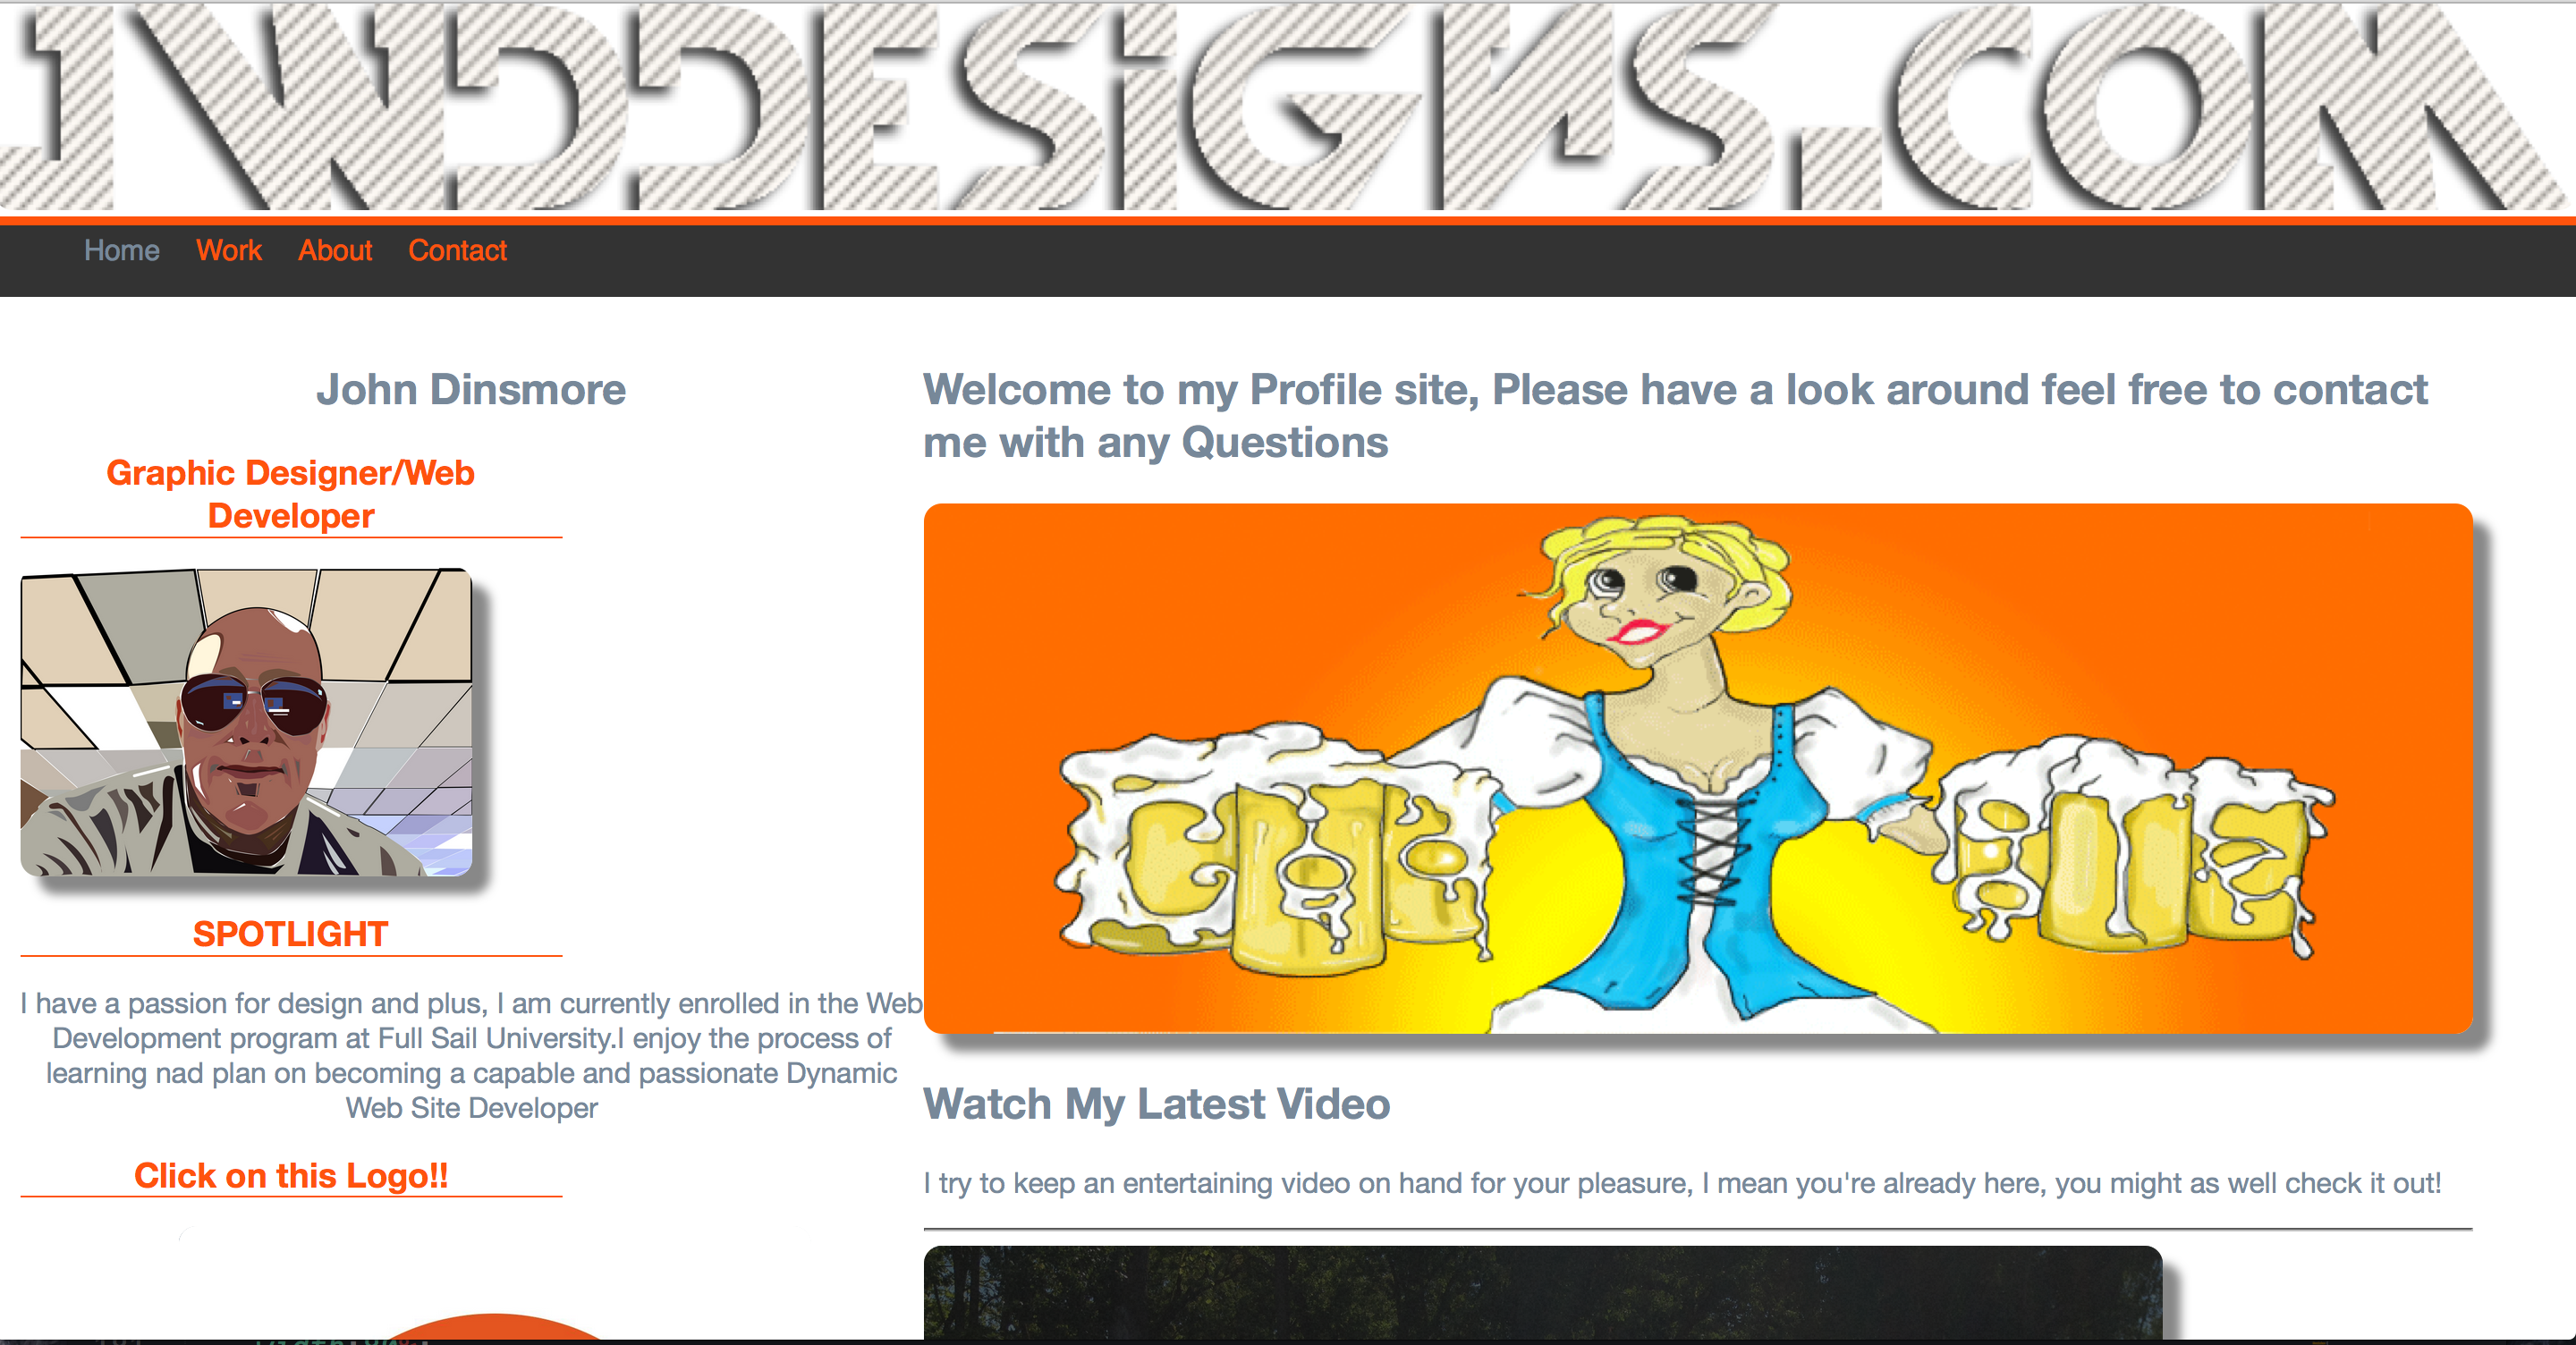 JWDDESiGNS.COM
Home Work About Contact
John Dinsmore
Graphic Designer/Web
Developer
SPOTLIGHT
I have a passion for design and plus, I am currently enrolled in the Web
Development program at Full Sail University.I enjoy the process of
learning nad plan on becoming a capable and passionate Dynamic
Web Site Developer
Click on this Logo!!
Welcome to my Profile site, Please have a look around feel free to contact
me with any Questions
Watch My Latest Video
I try to keep an entertaining video on hand for your pleasure, I mean you're already here, you might as well check it out!